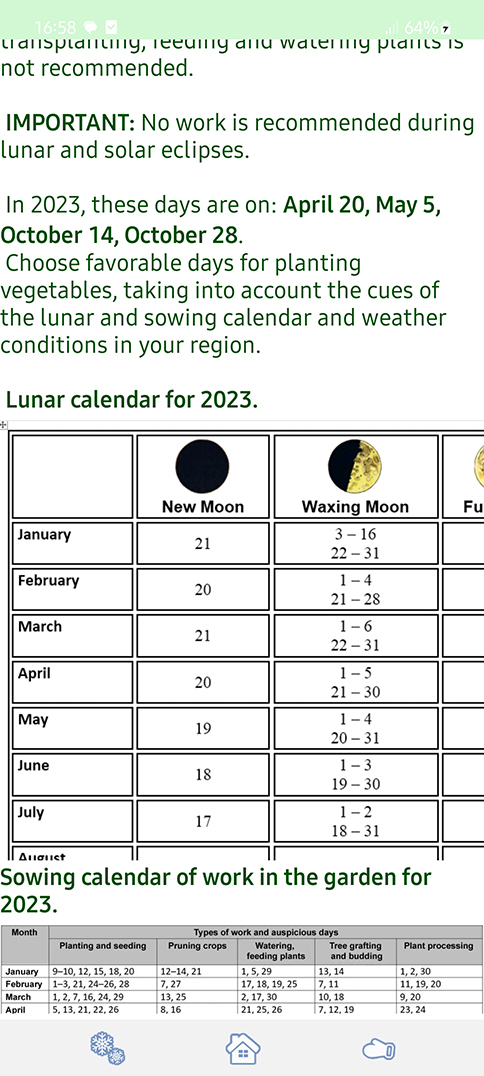 16:58 64%
transplanting, feeding and watering plants is
not recommended.
IMPORTANT: No work is recommended during
lunar and solar eclipses.
In 2023, these days are on: April 20, May 5,
October 14, October 28.
Choose favorable days for planting
vegetables, taking into account the cues of
the lunar and sowing calendar and weather
conditions in your region.
Lunar calendar for 2023.
New Moon Waxing Moon Fu
January 21 3 – 16
22 – 31
February 20 1 – 4
21 – 28
March 21 1 – 6
22 – 31
April 20 1 – 5
21 – 30
May 19 1 – 4
20 – 31
June 18 1 – 3
19 – 30
July 17 1 – 2
18 – 31
August
Sowing calendar of work in the garden for
2023.
Month Types of work and auspicious days
Planting and seeding Pruning crops Watering, feeding plants Tree grafting and budding Plant processing
January 9–10, 12, 15, 18, 20 12–14, 21 1, 5, 29 13, 14 1, 2, 30
February 1–3, 21, 24–26, 28 7, 27 17, 18, 19, 25 7, 11 11, 19, 20
March 1, 2, 7, 16, 24, 29 13, 25 2, 17, 30 10, 18 9, 20
April 5, 13, 21, 22, 26 8, 16 21, 25, 26 7, 12, 19 23, 24